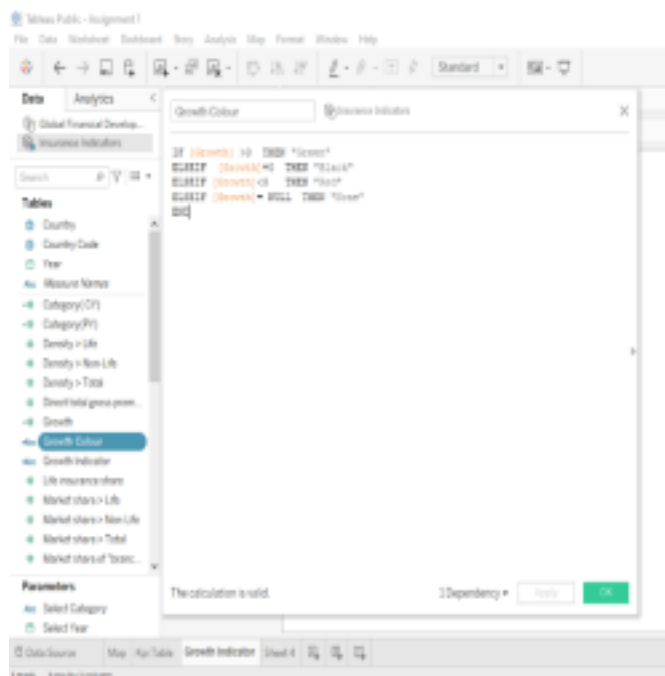 Tableau Public - Assignment 1
File Data Worksheet Dashboard Story Analysis Map Format Window Help
Standard
Data Analytics
Global Financial Develop...
Insurance Indicators
Search
Tables
Country
Country Code
Year
Measure Names
Category(CY)
Category(PY)
Density > Life
Density > Non-Life
Density > Total
Direct total gross prem...
Growth
Growth Colour
Growth Indicator
Life insurance share
Market share > Life
Market share > Non Life
Market share > Total
Market share of
Parameters
Select Category
Select Year
Growth Colour
Insurance Indicators
IF [Growth] >0 THEN "Green"
ELSEIF [Growth]=0 THEN "Black"
ELSEIF [Growth]<0 THEN "Red"
ELSEIF [Growth]= NULL THEN "None"
END
The calculation is valid.
1 Dependency
Apply
OK
Data Source Map Kpi Table Growth Indicator Sheet 4